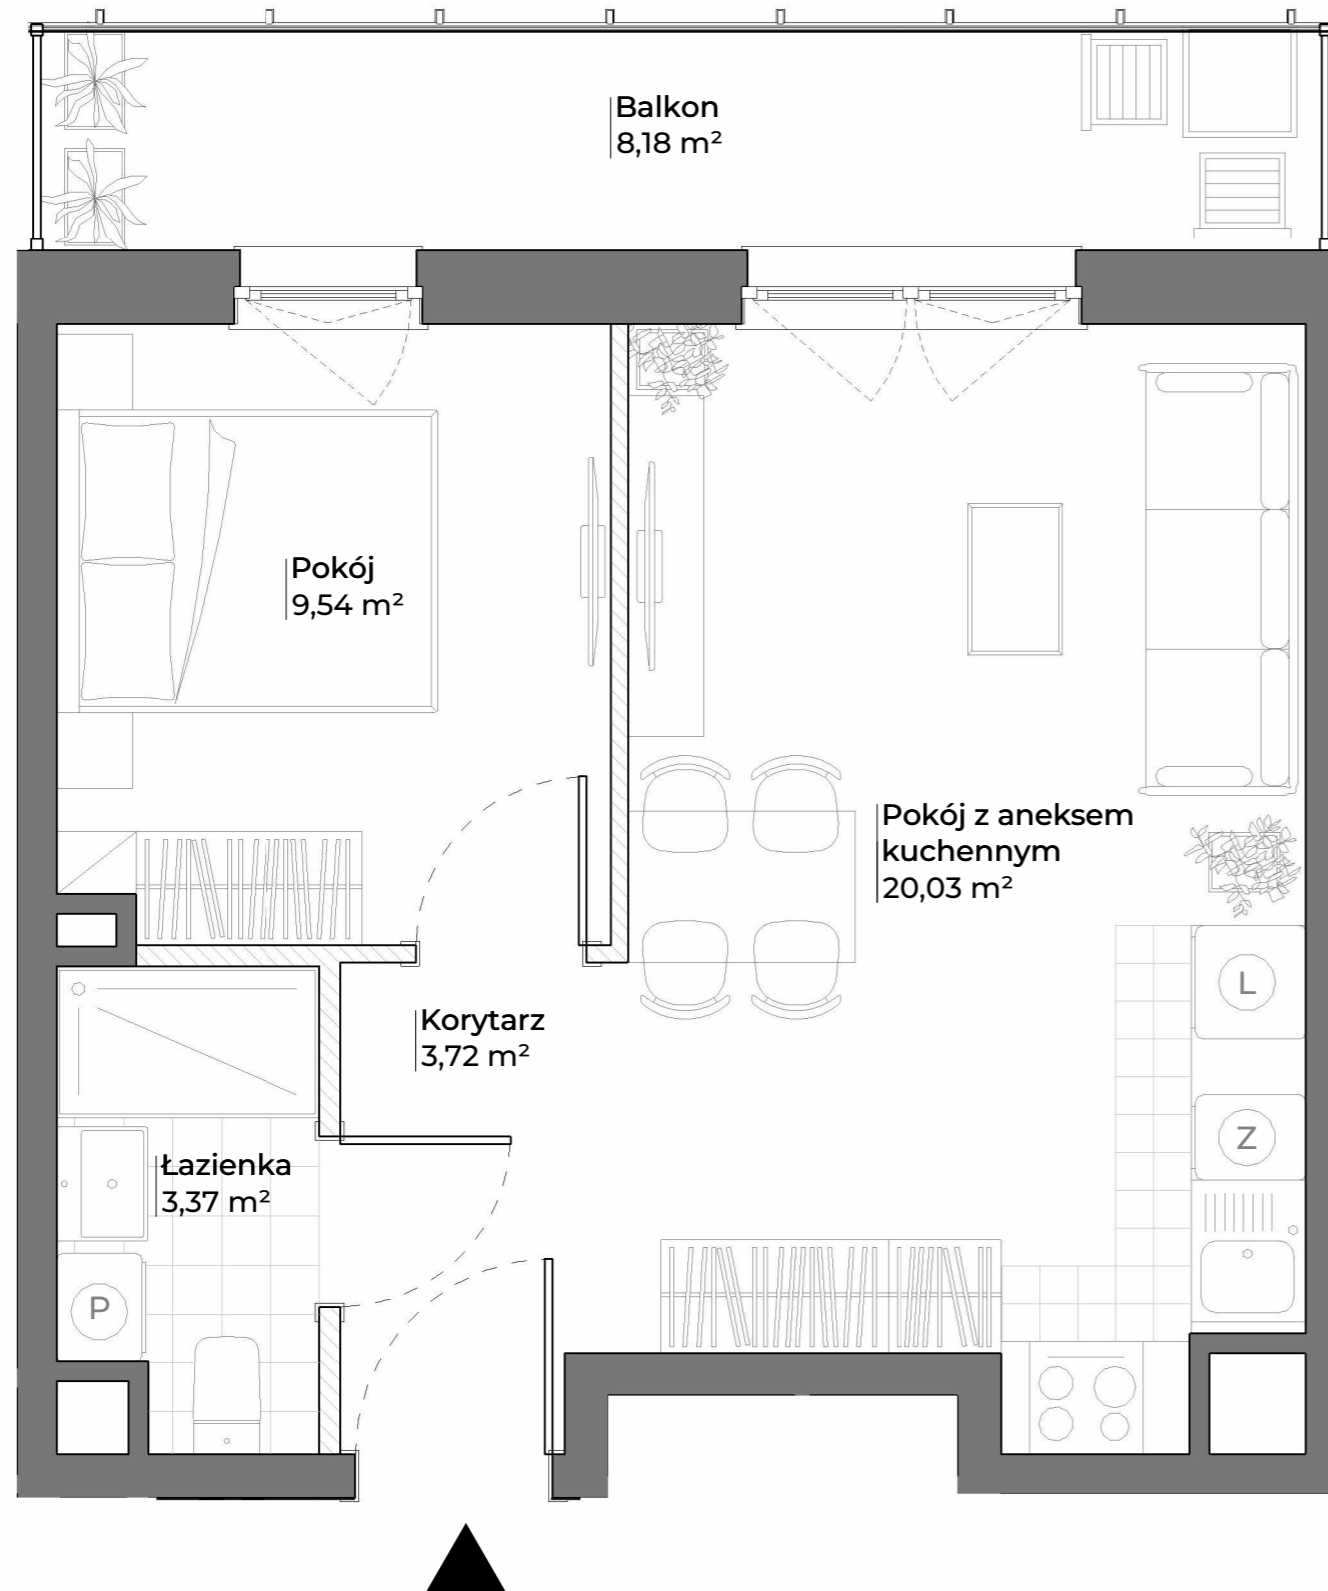 Balkon
8,18 m²
Pokój
9,54 m²
Pokój z aneksem
kuchennym
20,03 m²
L
Korytarz
3,72 m²
Z
Łazienka
3,37 m²
P